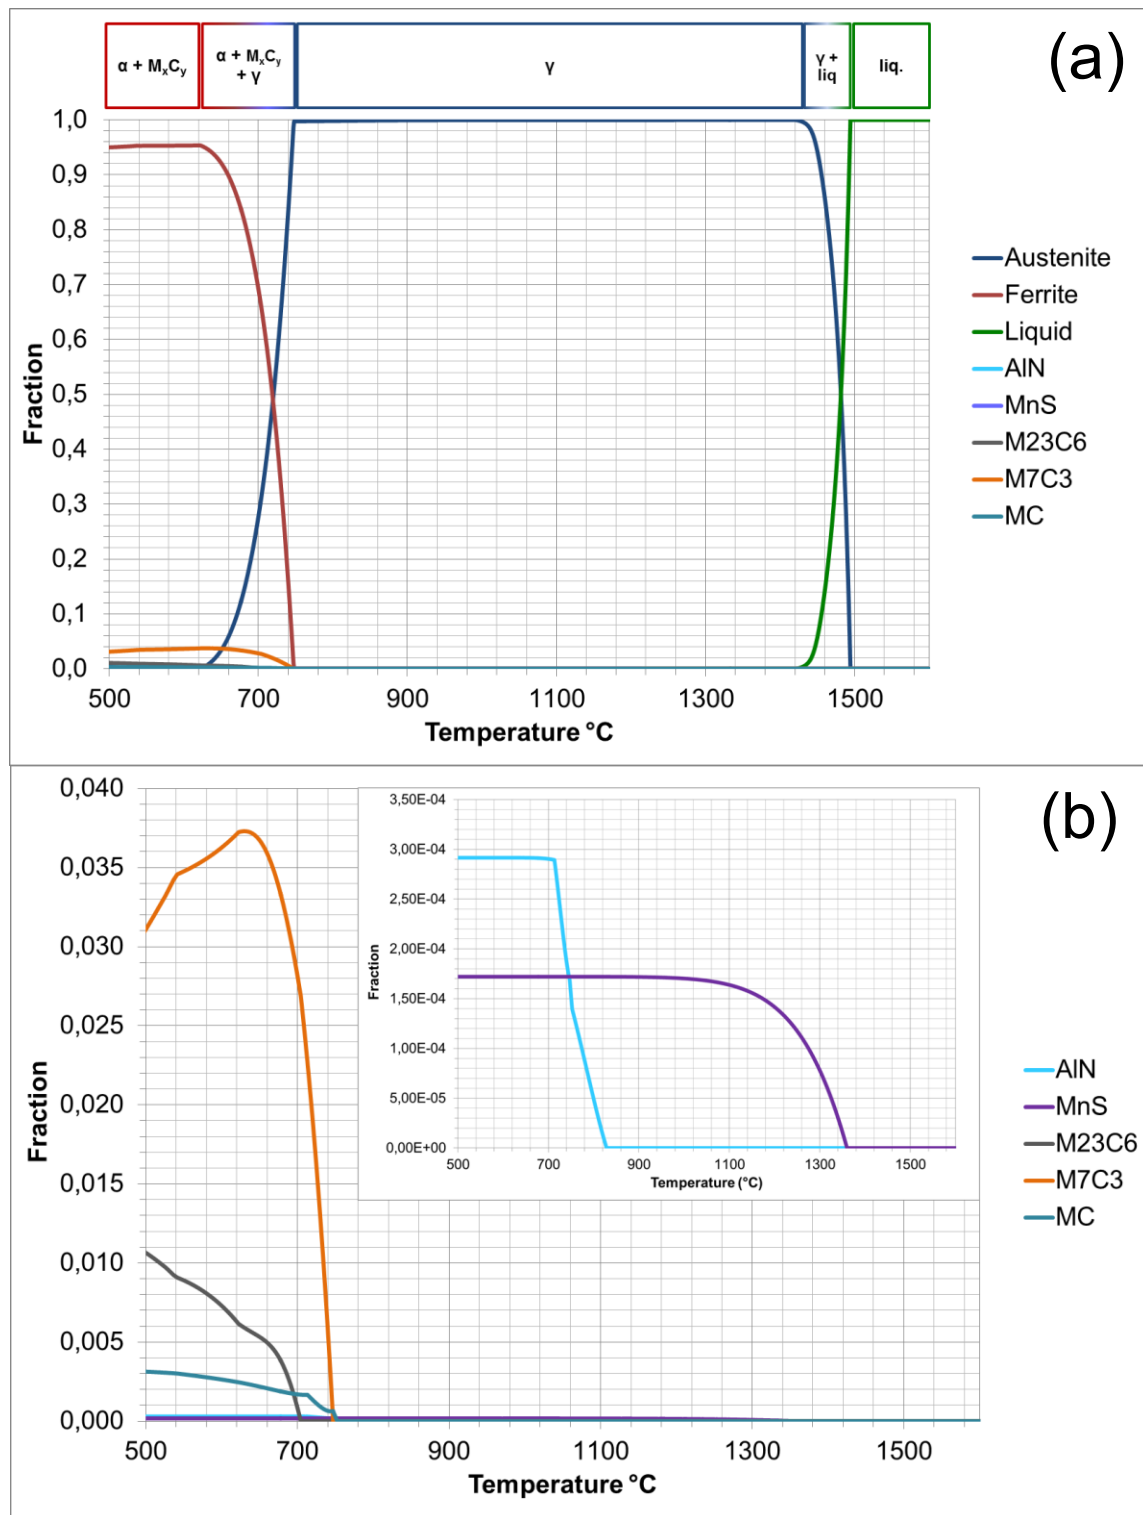 (a)
α + MxCy
α + MxCy
+ γ
γ
γ +
liq
liq.
1,0
0,9
0,8
0,7
0,6
0,5
0,4
0,3
0,2
0,1
0,0
Fraction
500 700 900 1100 1300 1500
Temperature °C
Austenite
Ferrite
Liquid
AlN
MnS
M23C6
M7C3
MC
(b)
0,040
0,035
0,030
0,025
0,020
0,015
0,010
0,005
0,000
Fraction
500 700 900 1100 1300 1500
Temperature °C
3,50E-04
3,00E-04
2,50E-04
2,00E-04
1,50E-04
1,00E-04
5,00E-05
0,00E+00
Fraction
500 700 900 1100 1300 1500
Temperature (°C)
AlN
MnS
M23C6
M7C3
MC